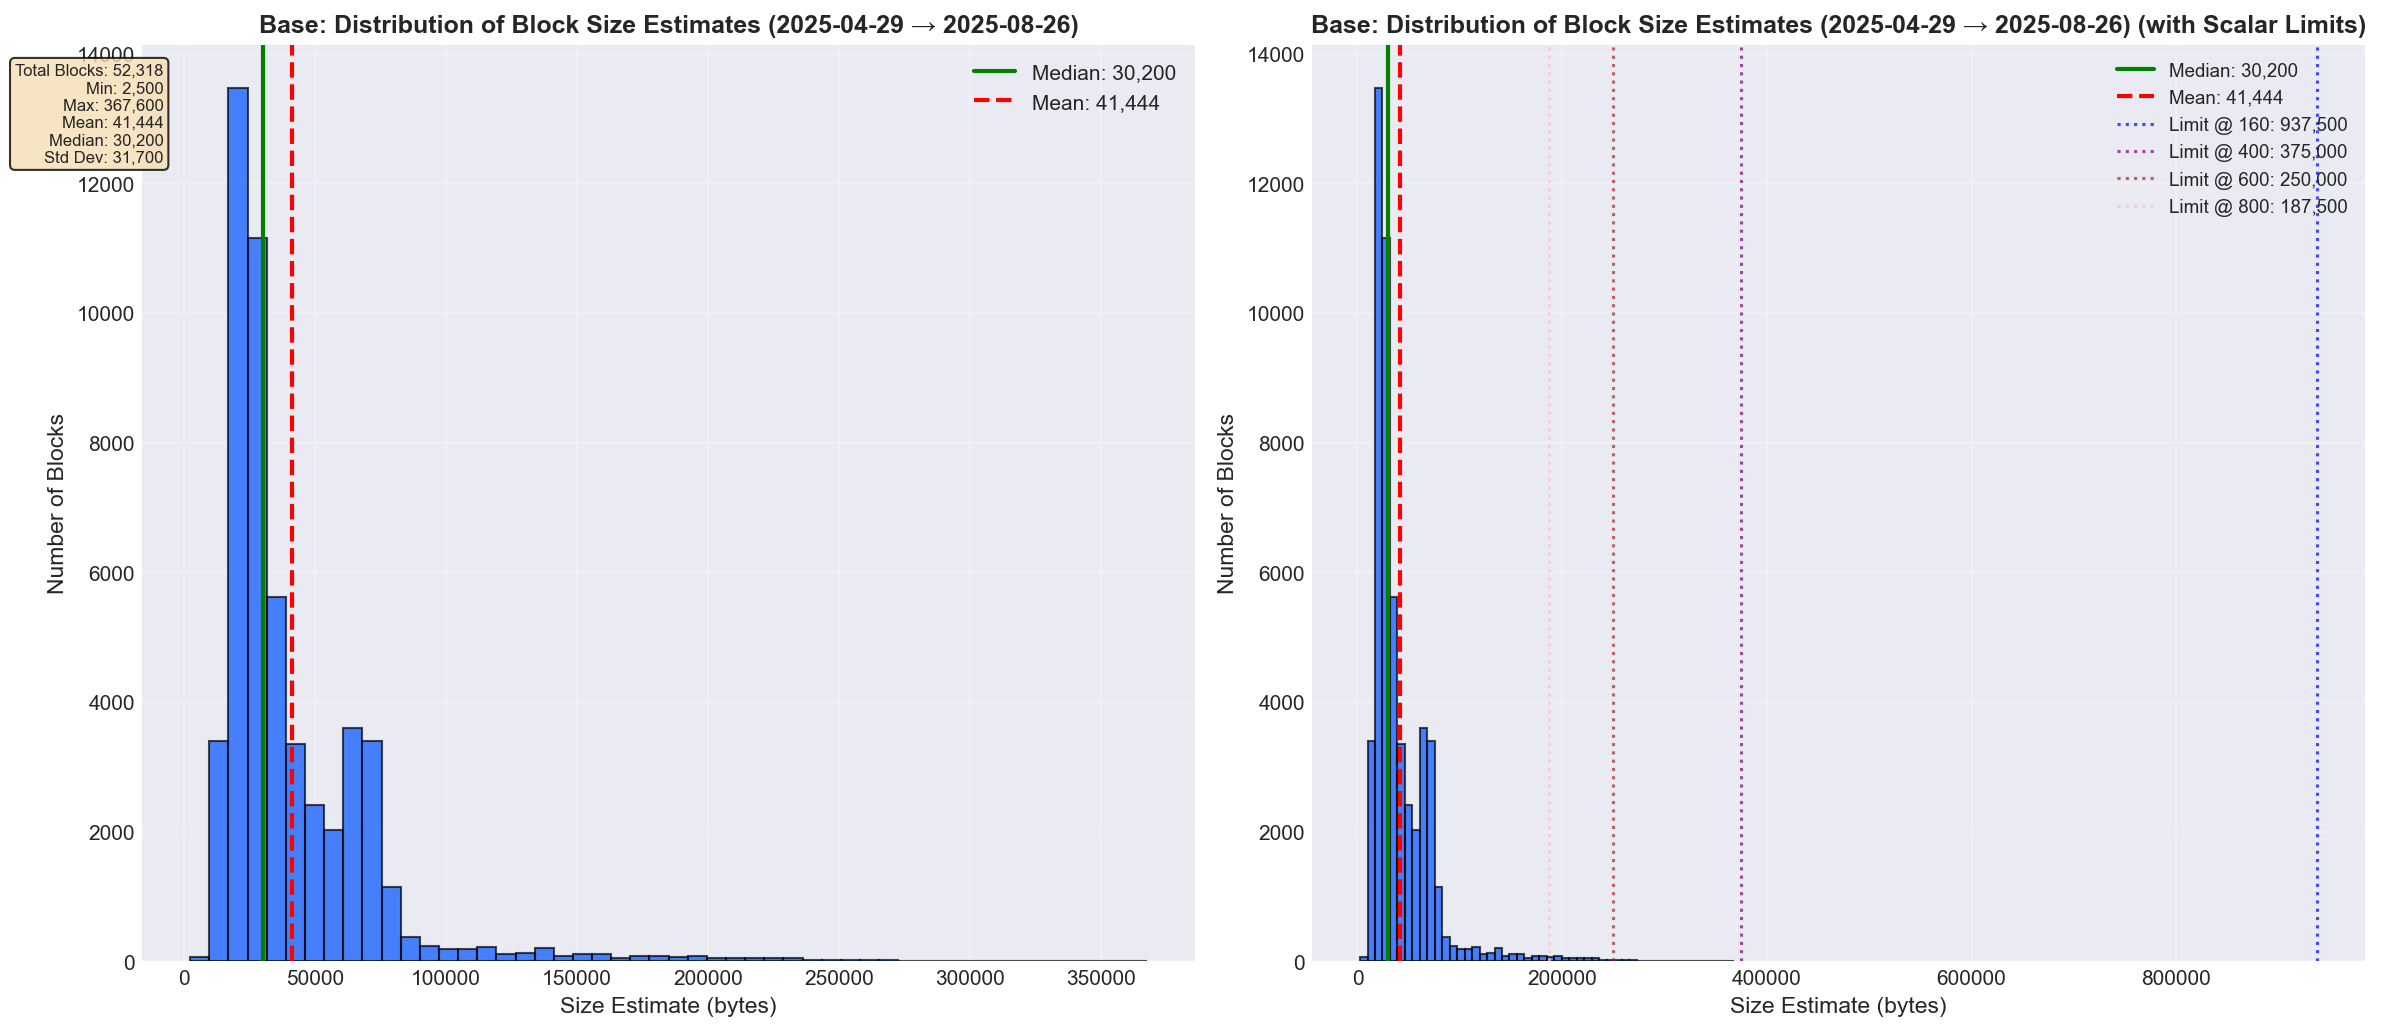 Base: Distribution of Block Size Estimates (2025-04-29 → 2025-08-26)
14000
12000
10000
8000
6000
4000
2000
0
Number of Blocks
Total Blocks: 52,318
Min: 2,500
Max: 367,600
Mean: 41,444
Median: 30,200
Std Dev: 31,700
Median: 30,200
Mean: 41,444
0 50000 100000 150000 200000 250000 300000 350000
Size Estimate (bytes)
Base: Distribution of Block Size Estimates (2025-04-29 → 2025-08-26) (with Scalar Limits)
14000
12000
10000
8000
6000
4000
2000
0
Number of Blocks
Median: 30,200
Mean: 41,444
Limit @ 160: 937,500
Limit @ 400: 375,000
Limit @ 600: 250,000
Limit @ 800: 187,500
0 200000 400000 600000 800000
Size Estimate (bytes)